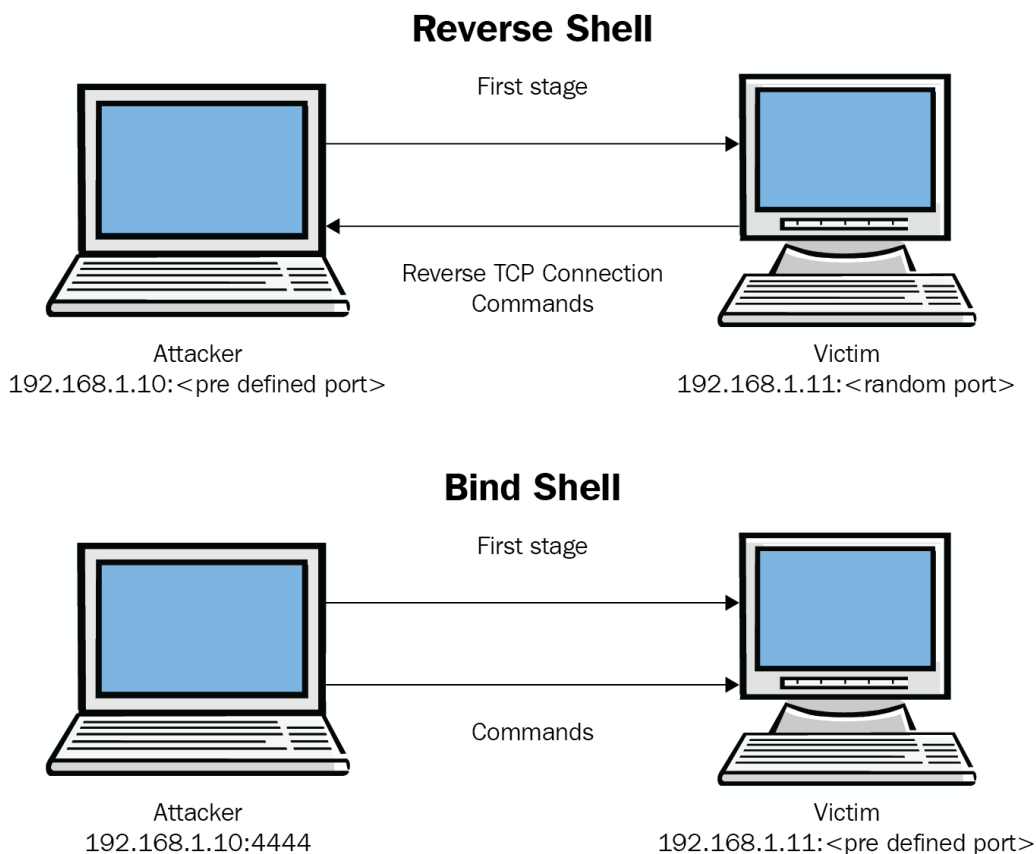 Reverse Shell
First stage
Reverse TCP Connection
Commands
Attacker
192.168.1.10:<pre defined port>
Victim
192.168.1.11:<random port>
Bind Shell
First stage
Commands
Attacker
192.168.1.10:4444
Victim
192.168.1.11:<pre defined port>